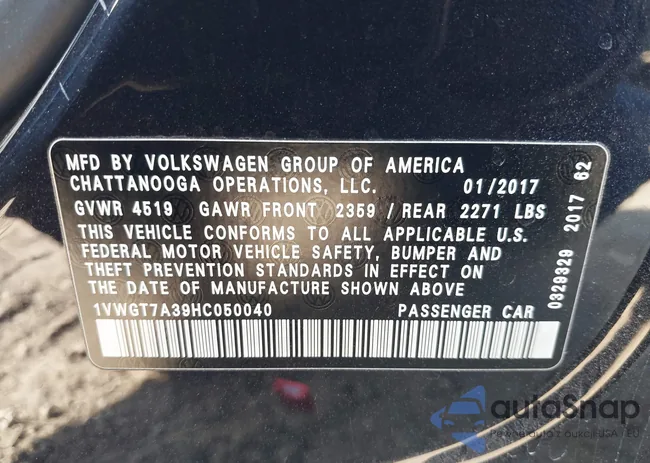 MFD BY VOLKSWAGEN GROUP OF AMERICA
CHATTANOOGA OPERATIONS, LLC. 01/2017
GVWR 4519 GAWR FRONT 2359 / REAR 2271 LBS
THIS VEHICLE CONFORMS TO ALL APPLICABLE U.S.
FEDERAL MOTOR VEHICLE SAFETY, BUMPER AND
THEFT PREVENTION STANDARDS IN EFFECT ON
THE DATE OF MANUFACTURE SHOWN ABOVE
1VWGT7A39HC050040 PASSENGER CAR
0329329 2017 62
autoSnap